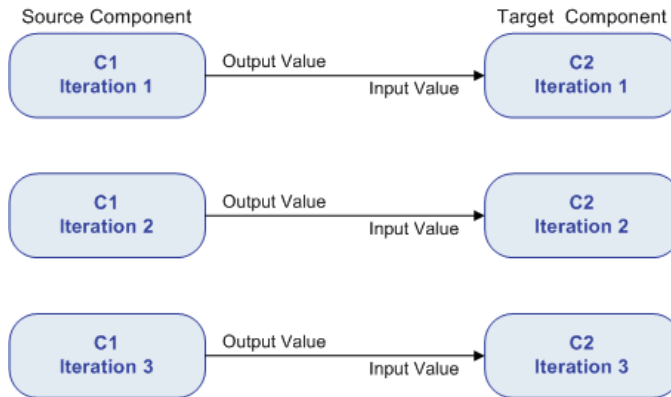 Source Component
Target Component
C1
Iteration 1
Output Value
Input Value
C2
Iteration 1
C1
Iteration 2
Output Value
Input Value
C2
Iteration 2
C1
Iteration 3
Output Value
Input Value
C2
Iteration 3